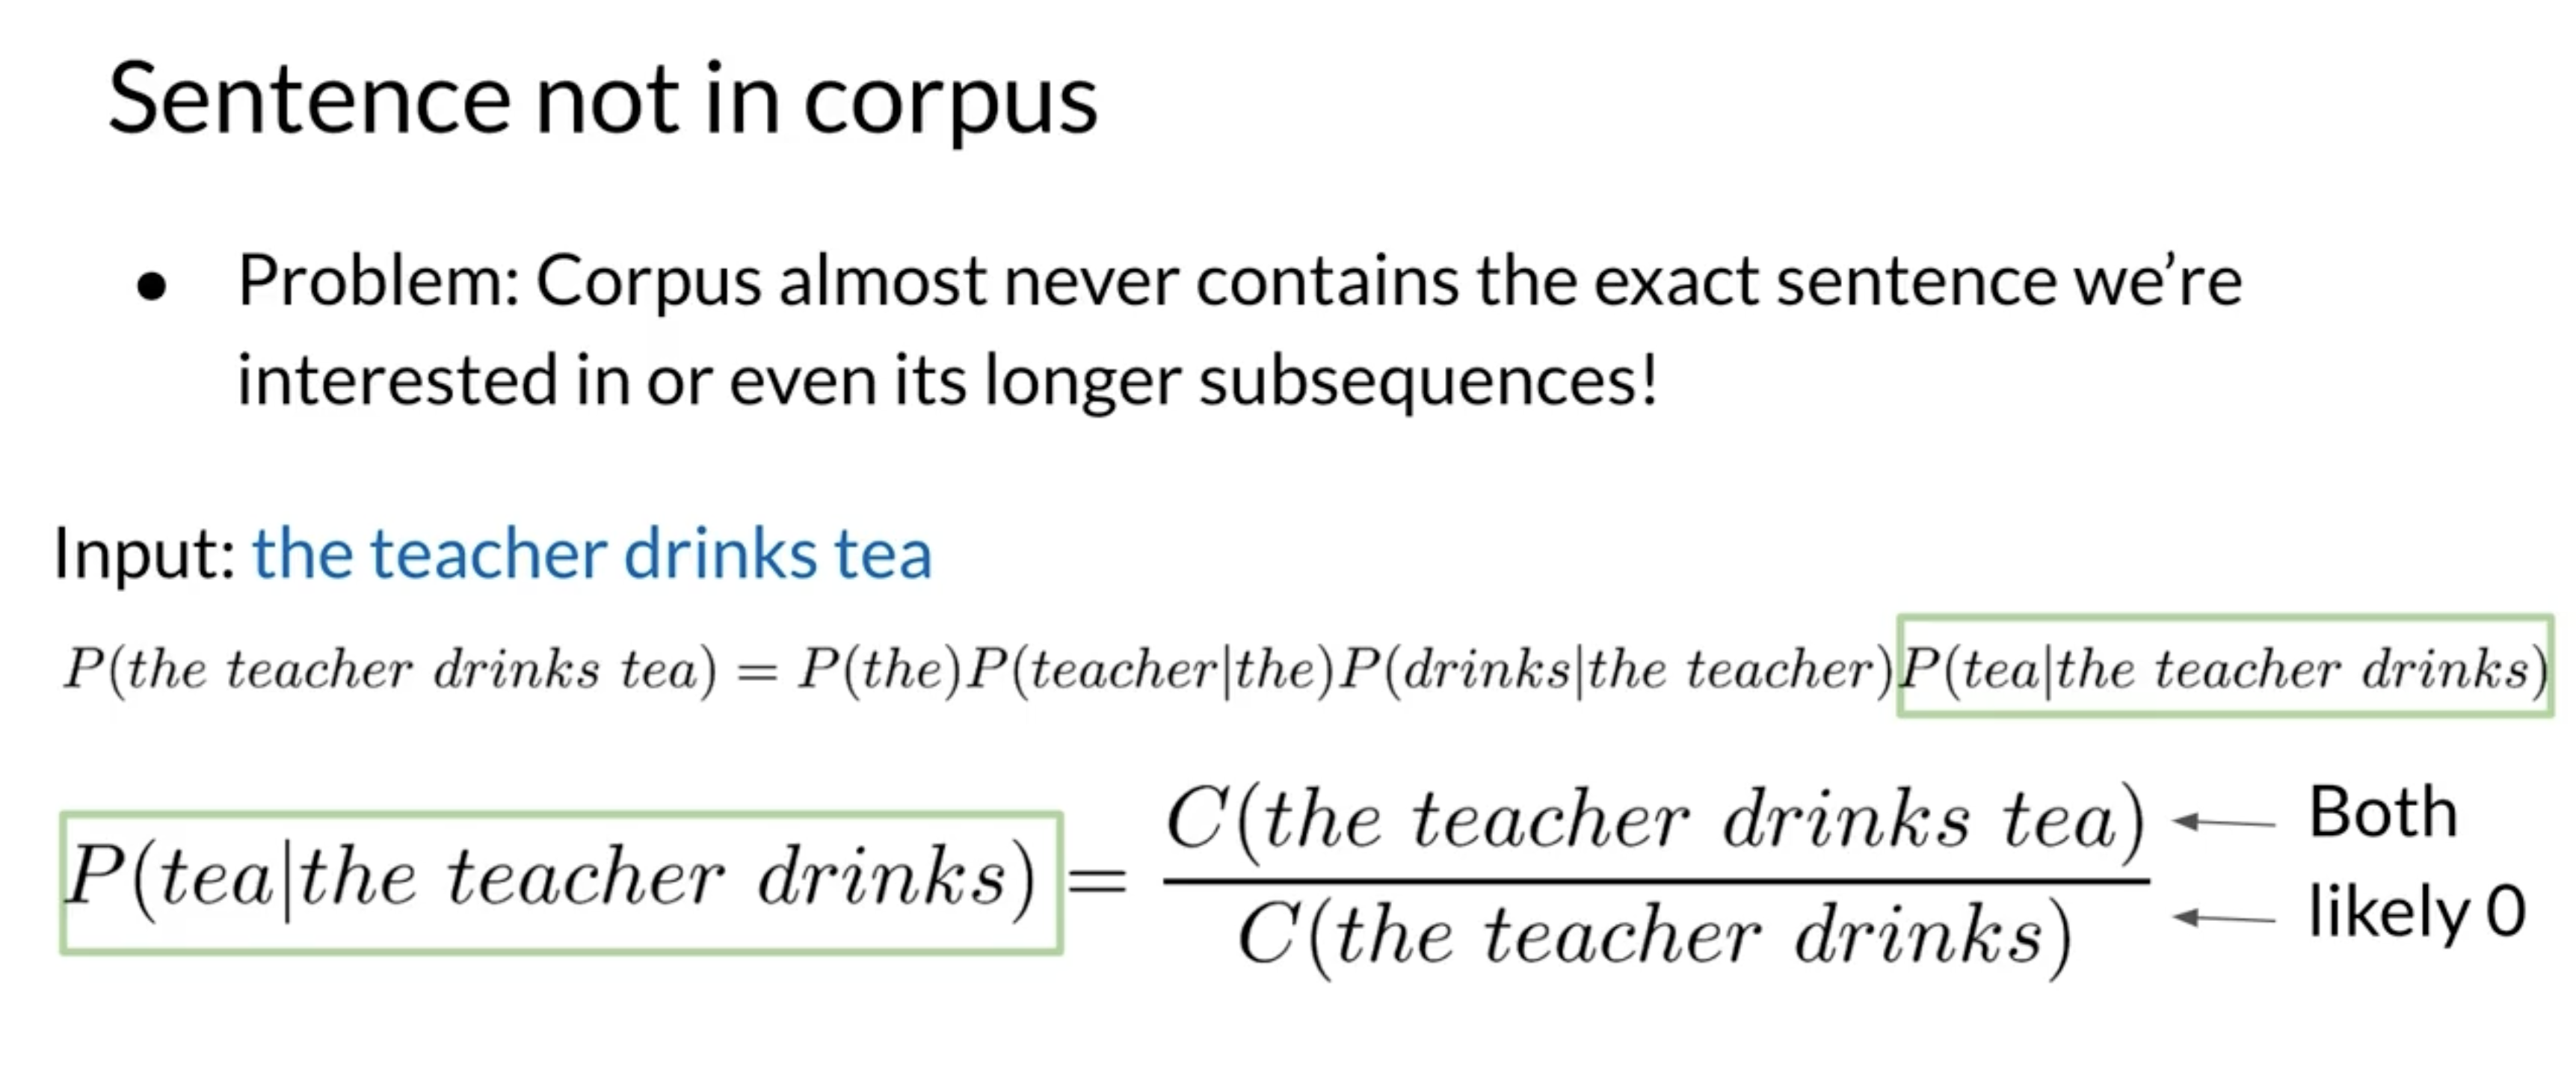 Sentence not in corpus
● Problem: Corpus almost never contains the exact sentence we’re
interested in or even its longer subsequences!
Input: the teacher drinks tea
P(the teacher drinks tea) = P(the)P(teacher|the)P(drinks|the teacher)P(tea|the teacher drinks)
P(tea|the teacher drinks) =
C(the teacher drinks tea)
C(the teacher drinks)
Both
likely 0